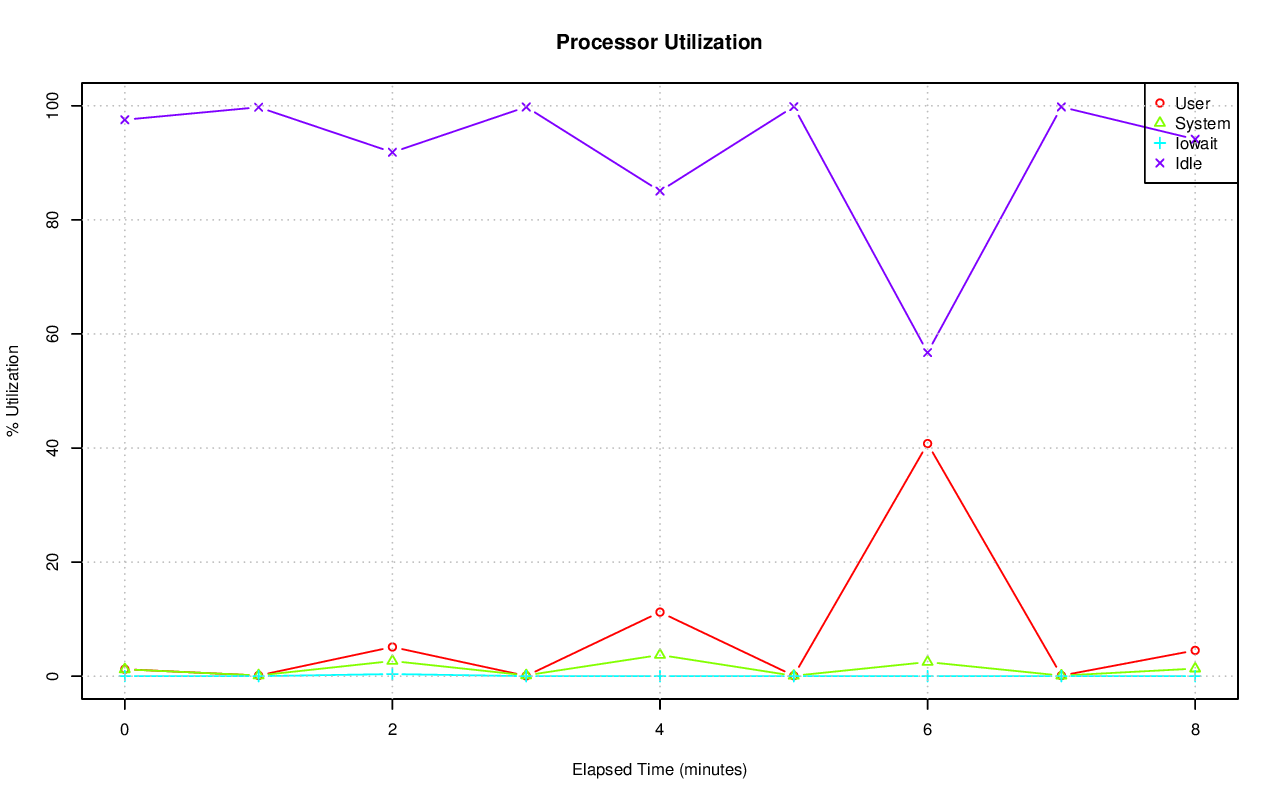 Processor Utilization
100
80
60
40
20
0
% Utilization
User
System
Iowait
Idle
0 2 4 6 8
Elapsed Time (minutes)